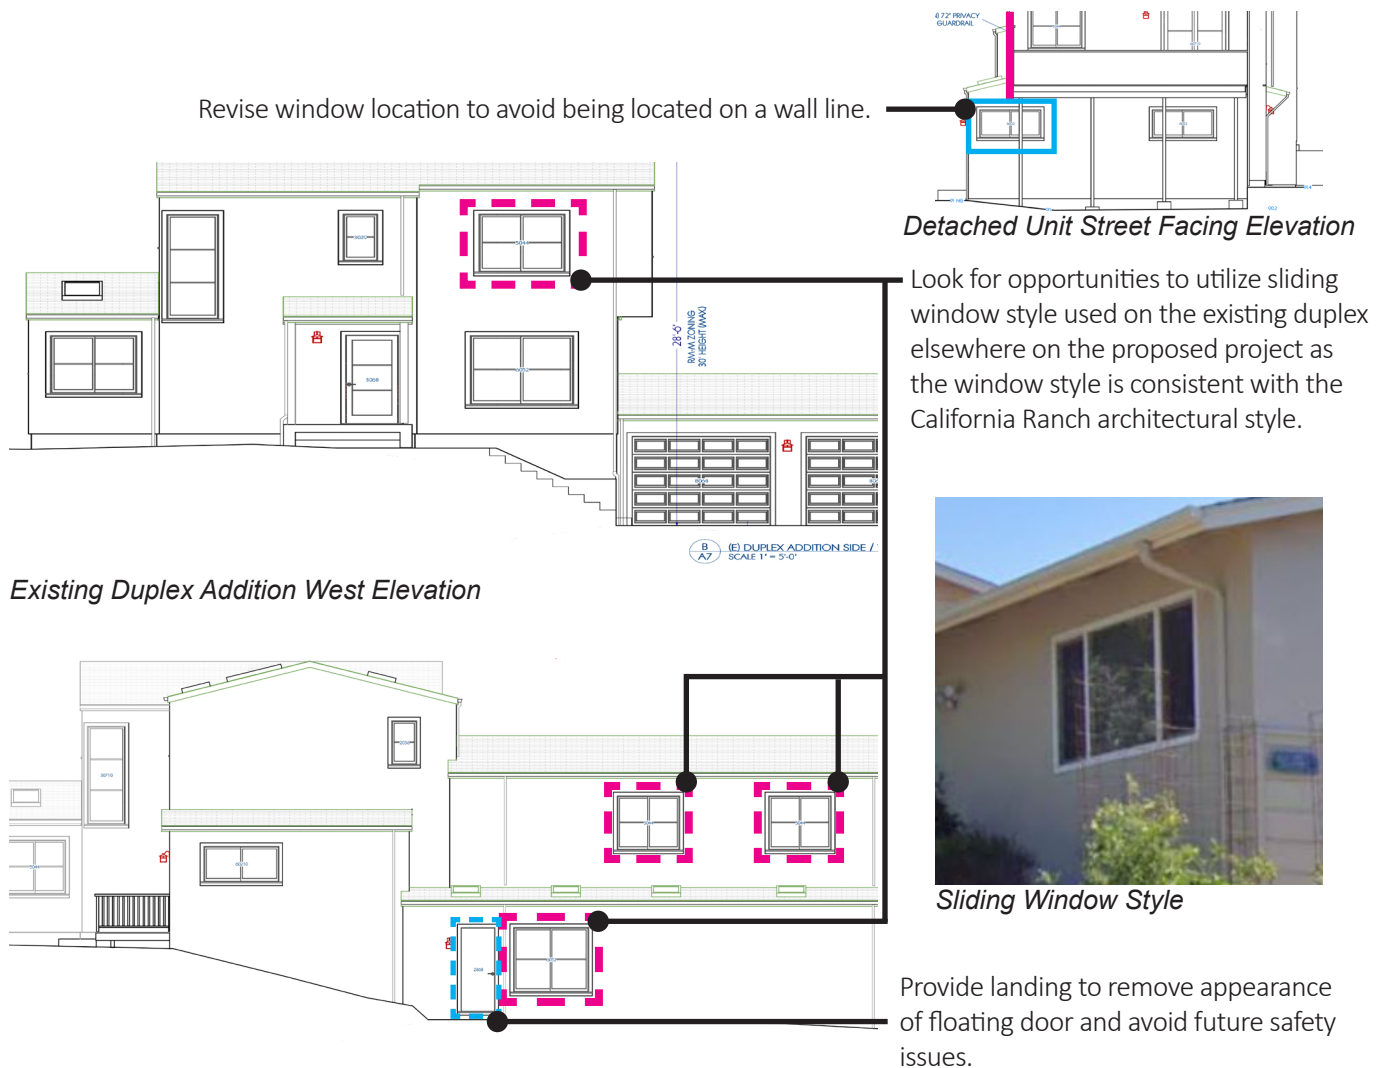 @ 72" PRIVACY
GUARDRAIL
Revise window location to avoid being located on a wall line.
Detached Unit Street Facing Elevation
Look for opportunities to utilize sliding
window style used on the existing duplex
elsewhere on the proposed project as
the window style is consistent with the
California Ranch architectural style.
28'-6"
RM-M ZONING
30' HEIGHT (MAX)
5044
5068
8068
B
A7
(E) DUPLEX ADDITION SIDE /
SCALE 1" = 5'-0"
Existing Duplex Addition West Elevation
Sliding Window Style
Provide landing to remove appearance
of floating door and avoid future safety
issues.